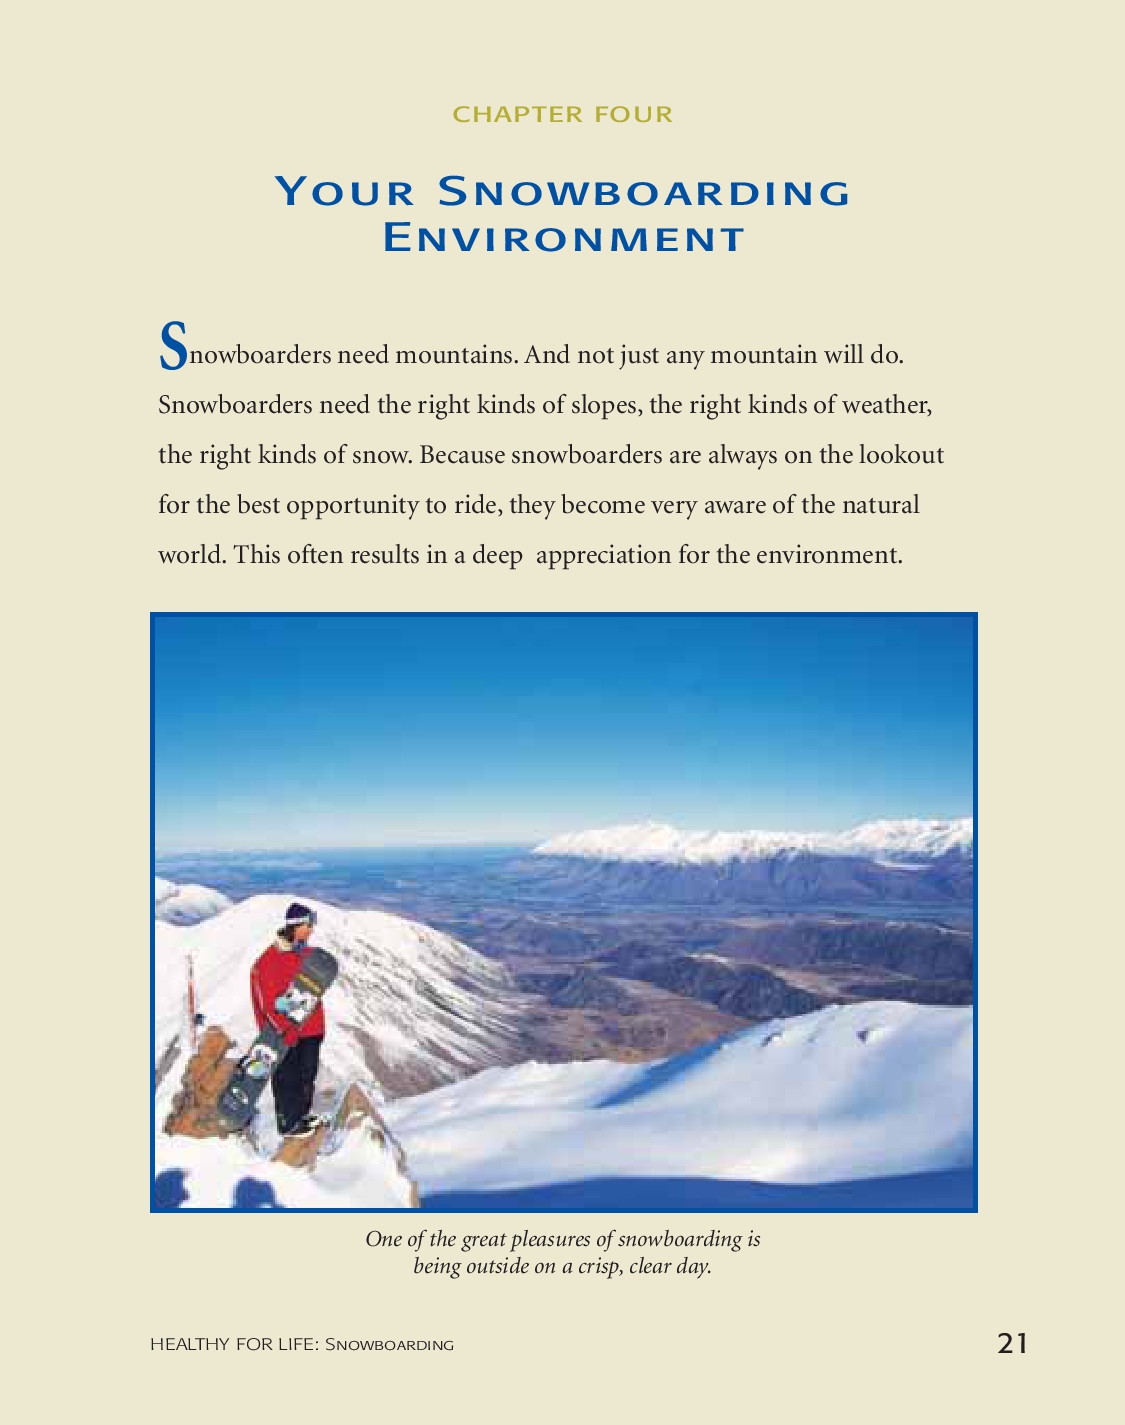 CHAPTER FOUR
YOUR SNOWBOARDING
ENVIRONMENT
Snowboarders need mountains. And not just any mountain will do.
Snowboarders need the right kinds of slopes, the right kinds of weather,
the right kinds of snow. Because snowboarders are always on the lookout
for the best opportunity to ride, they become very aware of the natural
world. This often results in a deep  appreciation for the environment.
One of the great pleasures of snowboarding is
being outside on a crisp, clear day.
HEALTHY FOR LIFE: SNOWBOARDING
21